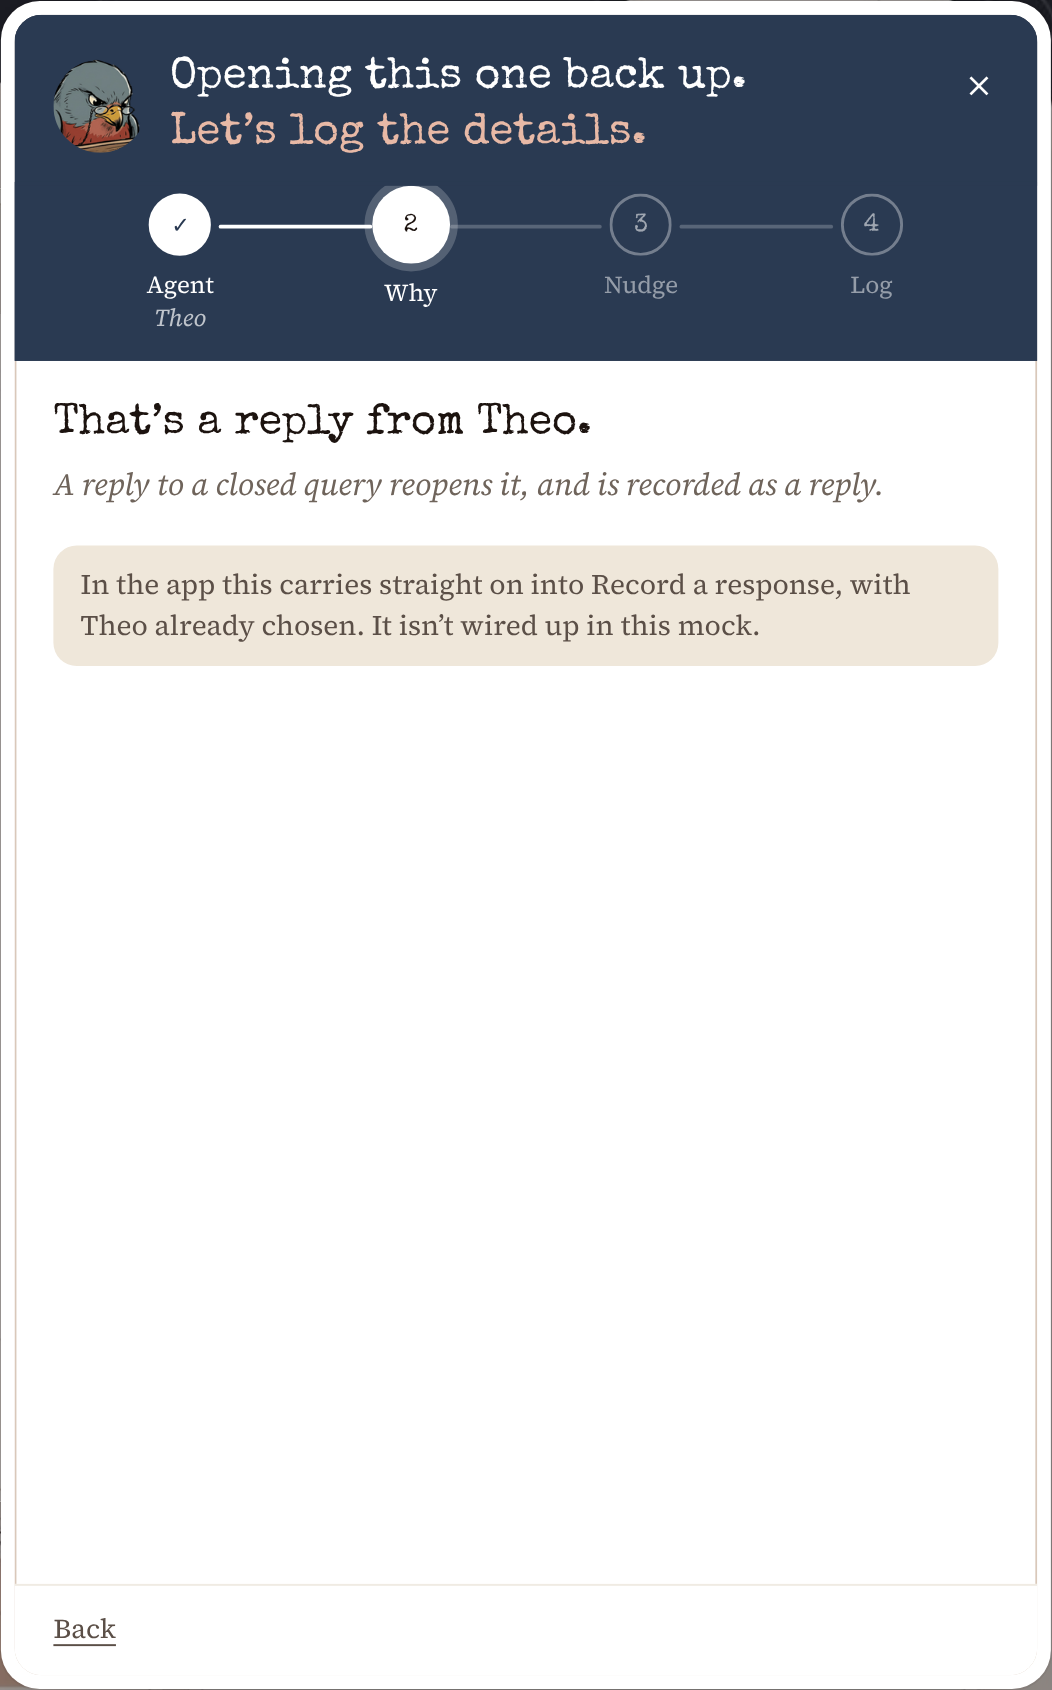 Opening this one back up.
Let’s log the details.
×
✓
2
3
4
Agent
Why
Nudge
Log
Theo
That’s a reply from Theo.
A reply to a closed query reopens it, and is recorded as a reply.
In the app this carries straight on into Record a response, with
Theo already chosen. It isn’t wired up in this mock.
Back